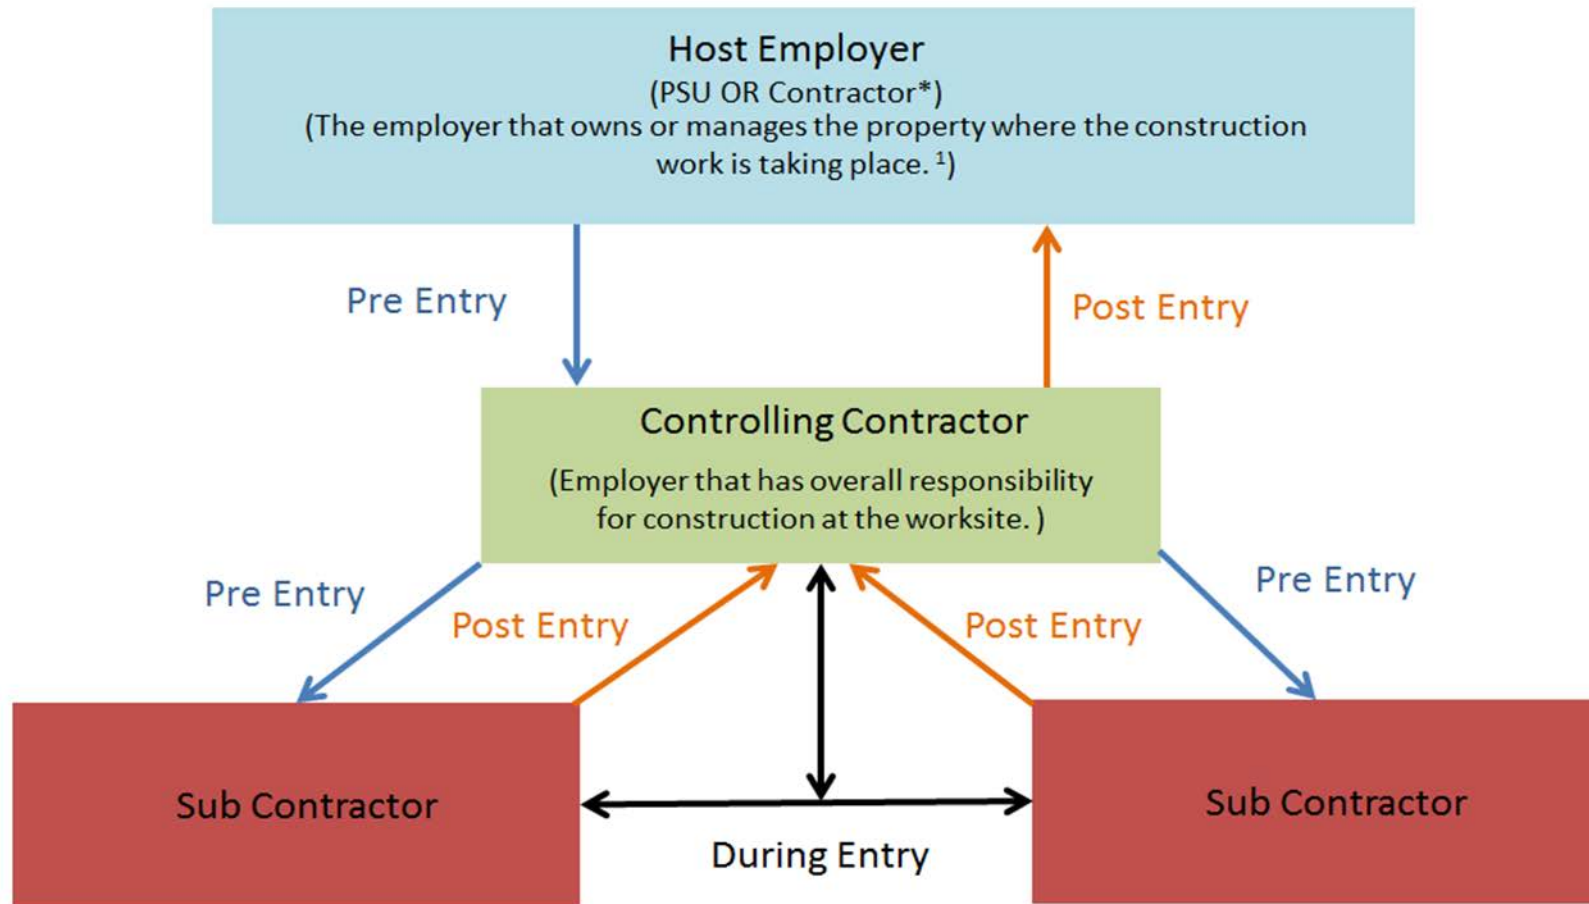 Host Employer
(PSU OR Contractor*)
(The employer that owns or manages the property where the construction
work is taking place. ¹)
Pre Entry
Post Entry
Controlling Contractor
(Employer that has overall responsibility
for construction at the worksite. )
Pre Entry
Post Entry
Post Entry
Pre Entry
Sub Contractor
Sub Contractor
During Entry